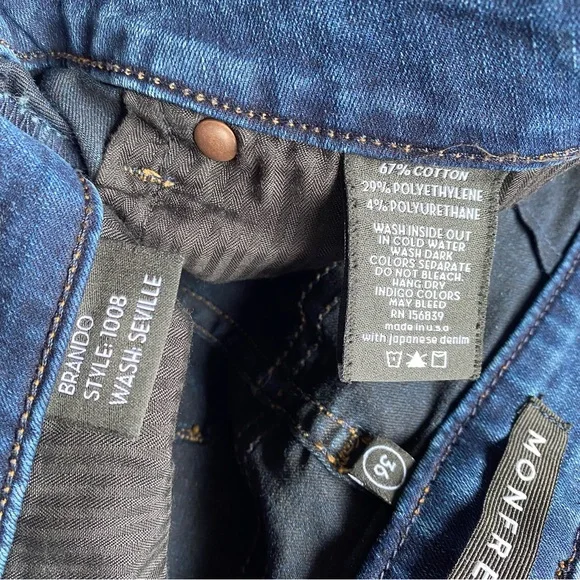 67% COTTON
29% POLYETHYLENE
4% POLYURETHANE
WASH INSIDE OUT
IN COLD WATER
WASH DARK
COLORS SEPARATE
DO NOT BLEACH
HANG DRY
INDIGO COLORS
MAY BLEED
RN 156839
made in u.s.a
with japanese denim
BRANDO
STYLE: 1008
WASH: SEVILLE
36
MONFRE